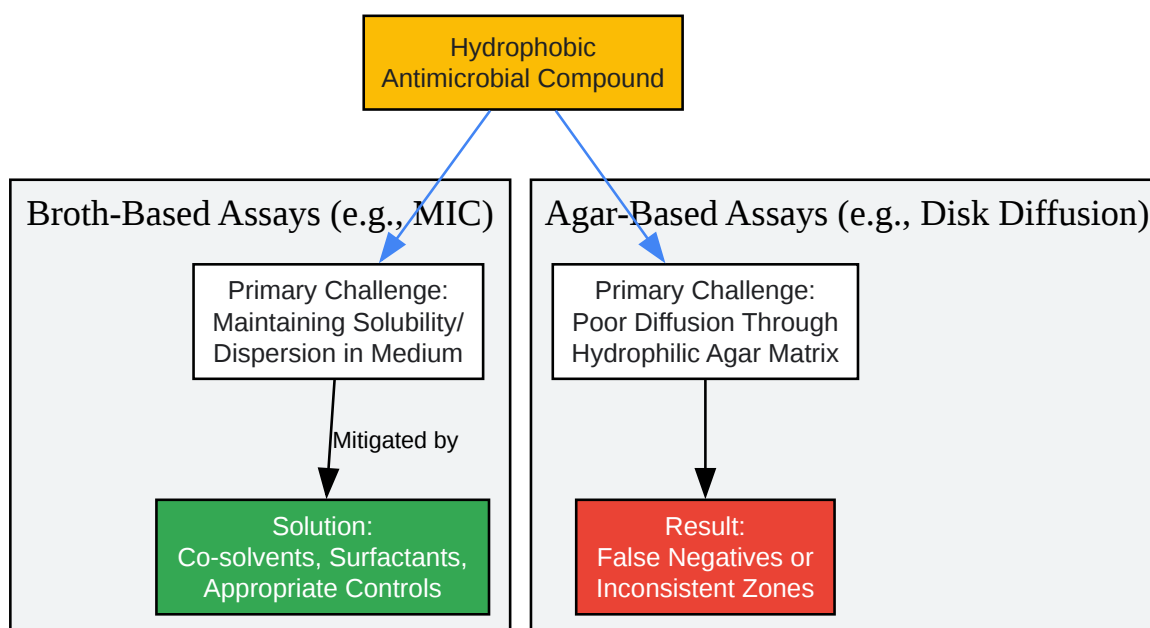 Hydrophobic
Antimicrobial Compound
Broth-Based Assays (e.g., MIC)
Primary Challenge:
Maintaining Solubility/
Dispersion in Medium
Mitigated by
Solution:
Co-solvents, Surfactants,
Appropriate Controls
Agar-Based Assays (e.g., Disk Diffusion)
Primary Challenge:
Poor Diffusion Through
Hydrophilic Agar Matrix
Result:
False Negatives or
Inconsistent Zones